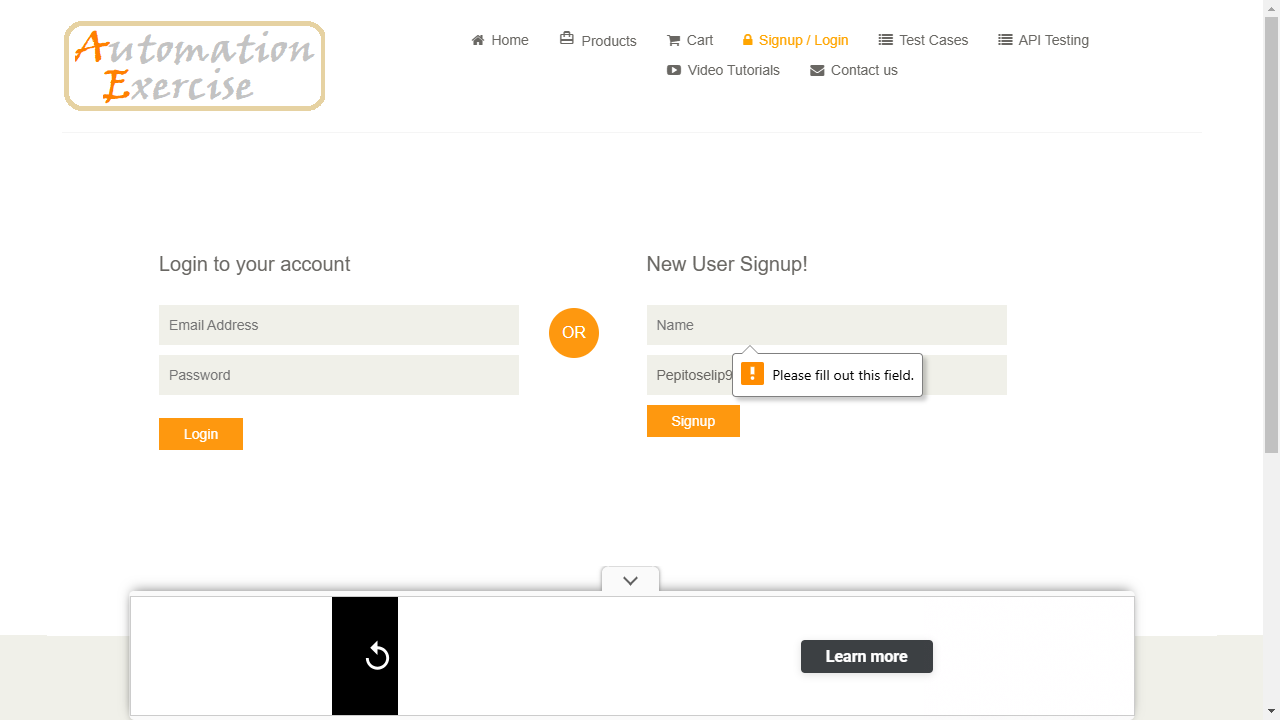 Automation
Exercise
Home
Products
Cart
Signup / Login
Test Cases
API Testing
Video Tutorials
Contact us
Login to your account
New User Signup!
Email Address
OR
Name
Password
Pepitoselip9
Please fill out this field.
Login
Signup
Learn more